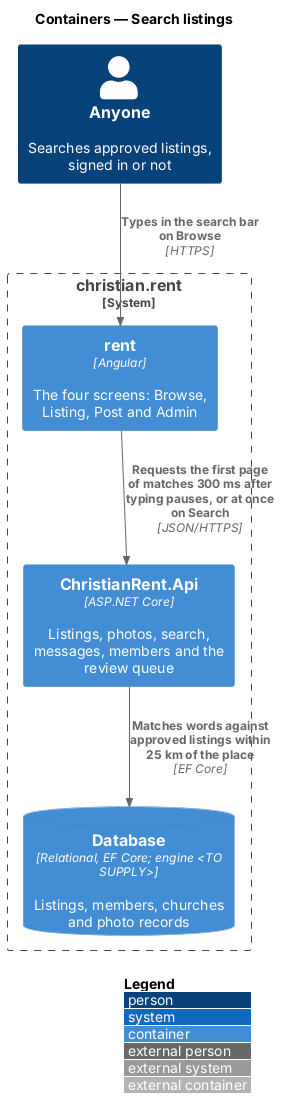 Containers — Search listings
Anyone
Searches approved listings,
signed in or not
Types in the search bar
on Browse
[HTTPS]
christian.rent
[System]
rent
[Angular]
The four screens: Browse,
Listing, Post and Admin
Requests the first page
of matches 300 ms after
typing pauses, or at once
on Search
[JSON/HTTPS]
ChristianRent.Api
[ASP.NET Core]
Listings, photos, search,
messages, members and the
review queue
Matches words against
approved listings within
25 km of the place
[EF Core]
Database
[Relational, EF Core; engine <TO
SUPPLY>]
Listings, members, churches
and photo records
Legend
person
system
container
external person
external system
external container